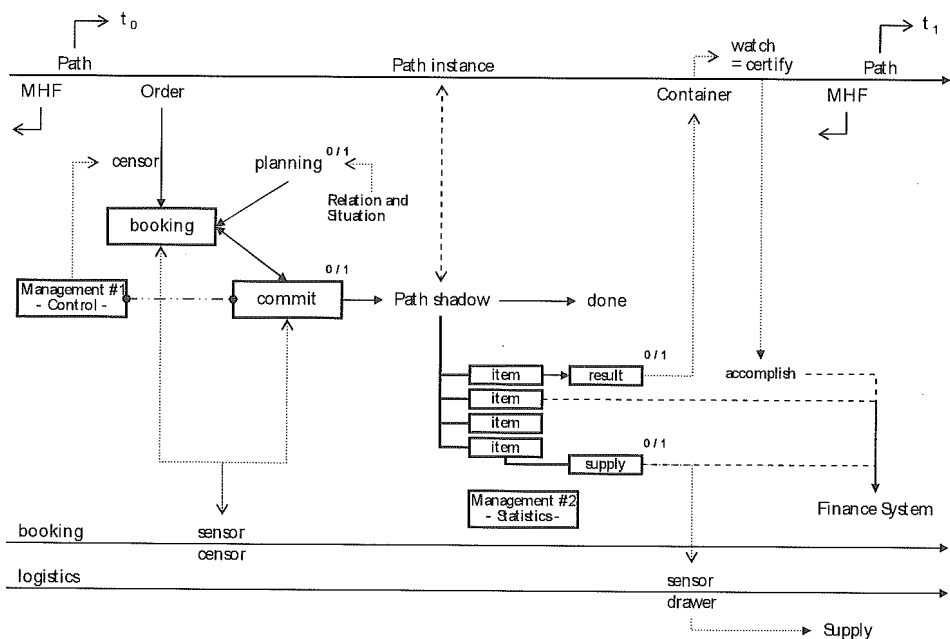 t0
t1
Path
Path instance
watch
= certify
Path
MHF
Order
Container
MHF
censor
planning
0 / 1
Relation and
Situation
booking
0 / 1
Management #1
- Control -
commit
Path shadow
done
0 / 1
item
result
accomplish
item
item
0 / 1
item
supply
Management #2
- Statistics-
Finance System
booking
sensor
censor
logistics
sensor
drawer
Supply